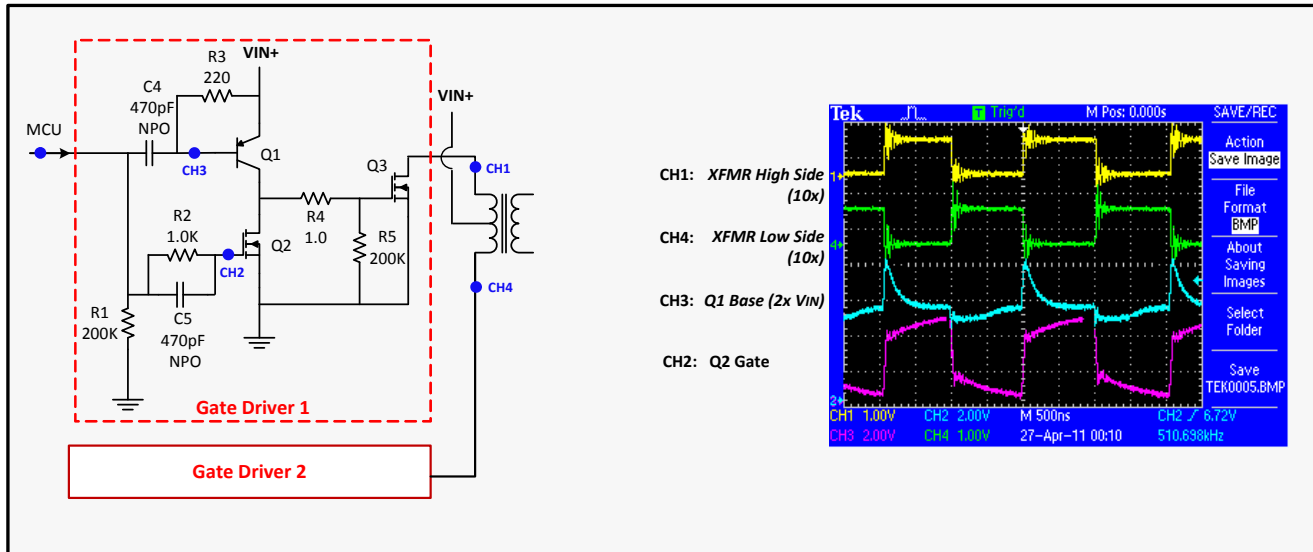 VIN+
R3
220
C4
470pF
NPO
MCU
Q1
CH3
VIN+
Q3
CH1
R2
1.0K
R4
1.0
Q2
CH2
R5
200K
CH4
R1
200K
C5
470pF
NPO
Gate Driver 1
Gate Driver 2
CH1: XFMR High Side
(10x)
CH4: XFMR Low Side
(10x)
CH3: Q1 Base (2x VIN)
CH2: Q2 Gate
Tek T Trig'd M Pos: 0.000s SAVE/REC
Action
Save Image
File
Format
BMP
About
Saving
Images
Select
Folder
Save
TEK0005.BMP
1
4
2
CH1 1.00V CH2 2.00V M 500ns CH2 / 6.72V
CH3 2.00V CH4 1.00V 27-Apr-11 00:10 510.698kHz